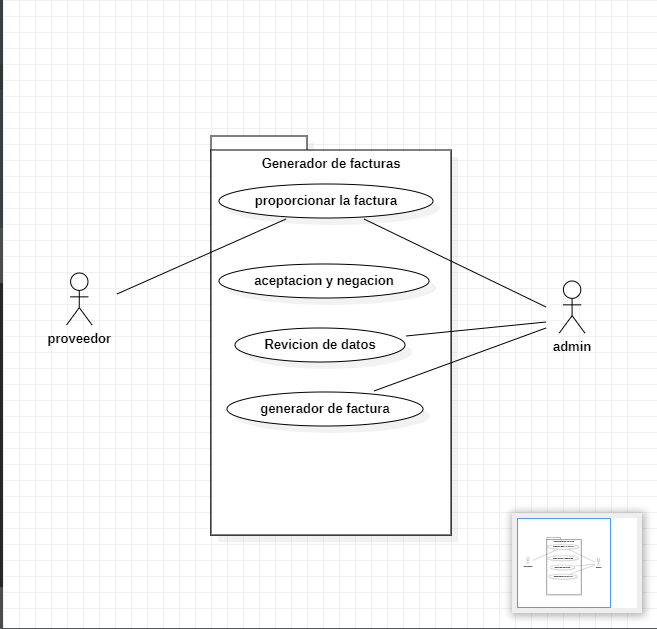 Generador de facturas
proporcionar la factura
aceptacion y negacion
proveedor
Revicion de datos
admin
generador de factura